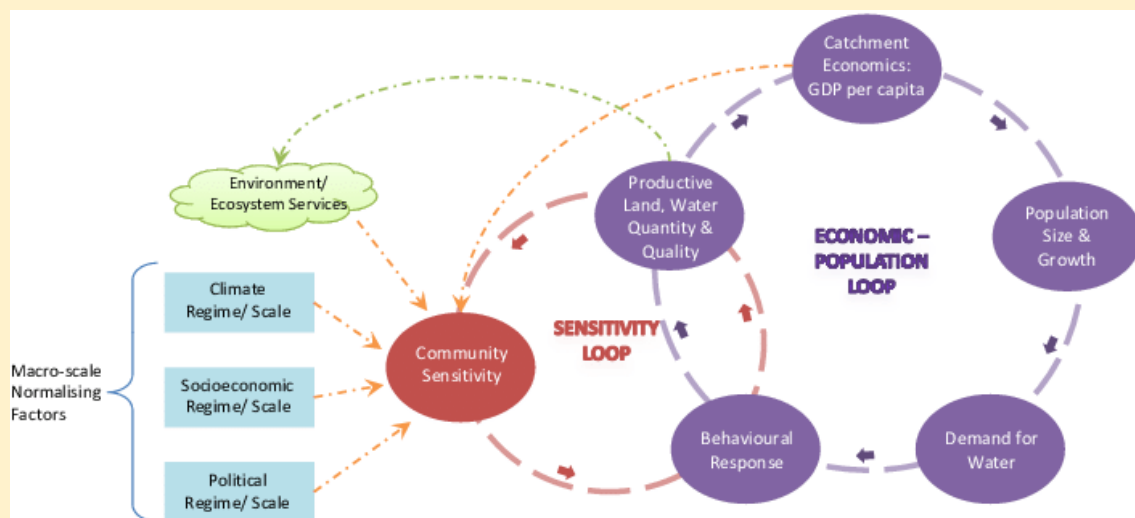 Catchment
Economics:
GDP per capita
Environment/
Ecosystem Services
Productive
Land, Water
Quantity &
Quality
ECONOMIC –
POPULATION
LOOP
Population
Size &
Growth
Macro-scale
Normalising
Factors
Climate
Regime/ Scale
Socioeconomic
Regime/ Scale
Political
Regime/ Scale
Community
Sensitivity
SENSITIVITY
LOOP
Behavioural
Response
Demand for
Water